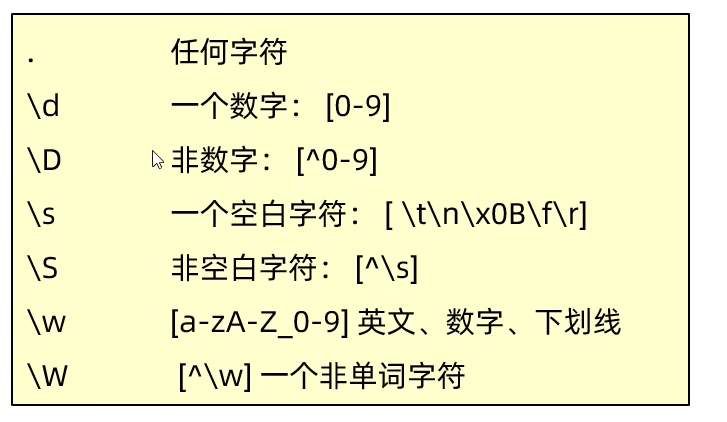 . 任何字符
\d 一个数字： [0-9]
\D 非数字： [^0-9]
\s 一个空白字符： [ \t\n\x0B\f\r]
\S 非空白字符： [^\s]
\w [a-zA-Z_0-9] 英文、数字、下划线
\W [^\w] 一个非单词字符